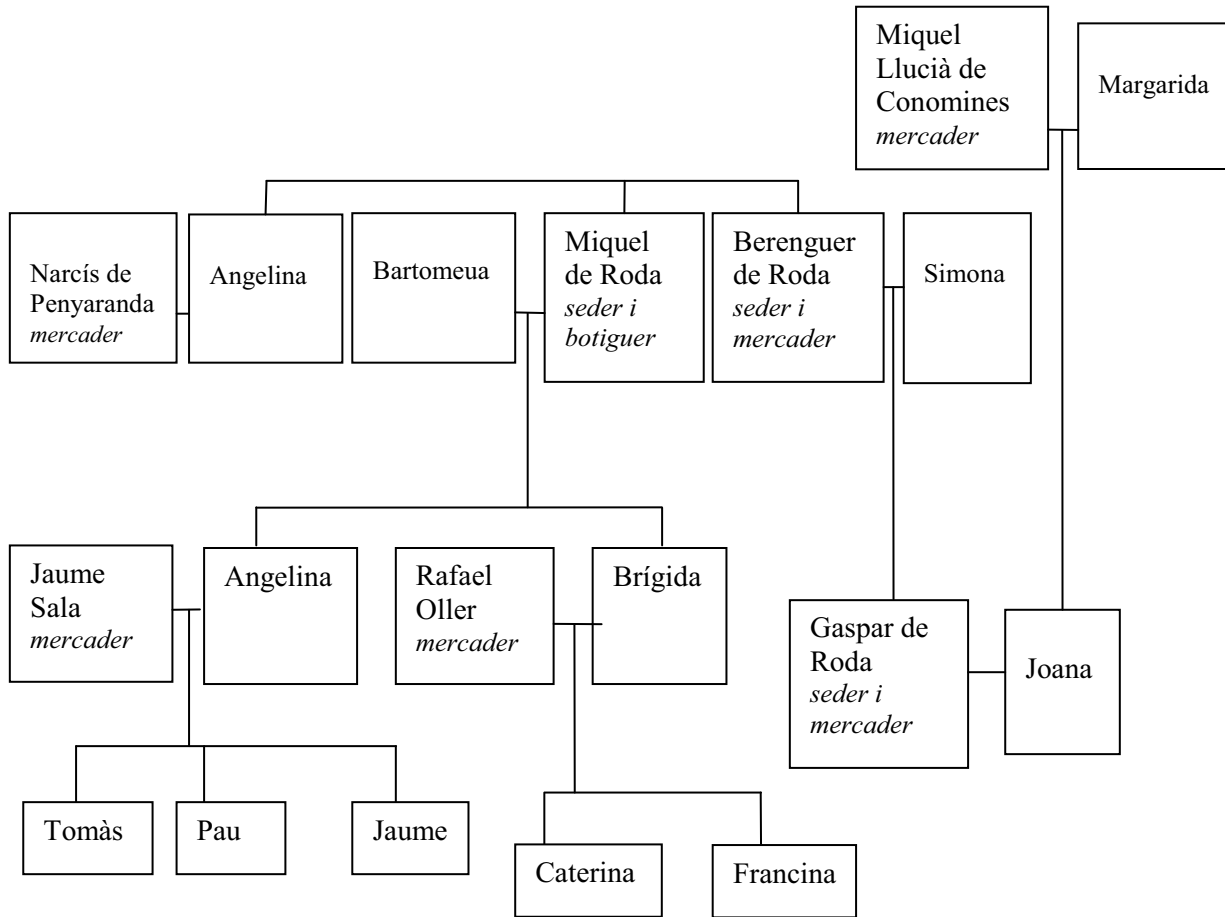 Miquel
Llucià de
Conomines
mercader
Margarida
Narcís de
Penyaranda
mercader
Angelina
Bartomeua
Miquel
de Roda
seder i
botiguer
Berenguer
de Roda
seder i
mercader
Simona
Jaume
Sala
mercader
Angelina
Rafael
Oller
mercader
Brígida
Gaspar de
Roda
seder i
mercader
Joana
Tomàs
Pau
Jaume
Caterina
Francina